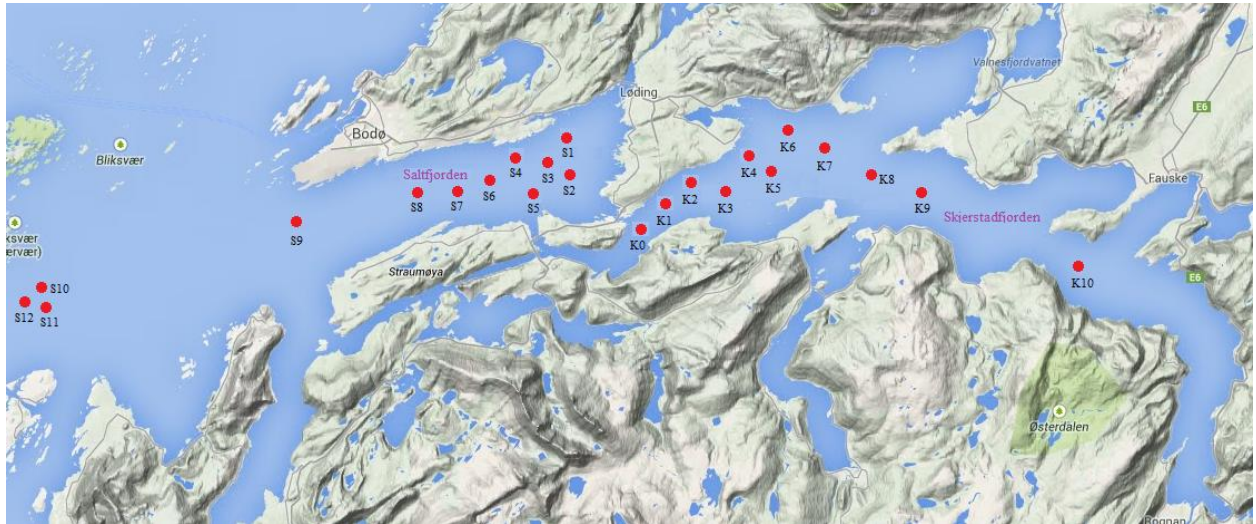 Valnesfjordvatnet
Løding
E6
Bodø
Bliksvær
K6
S1
K7
S4
S3
K4
Saltfjorden
S2
K5
K8
Fauske
K2
S6
K3
K9
S8
S7
S5
K1
Skjerstadfjorden
S9
K0
Straumøya
E6
K10
S10
S12
S11
Østerdalen
Rognan